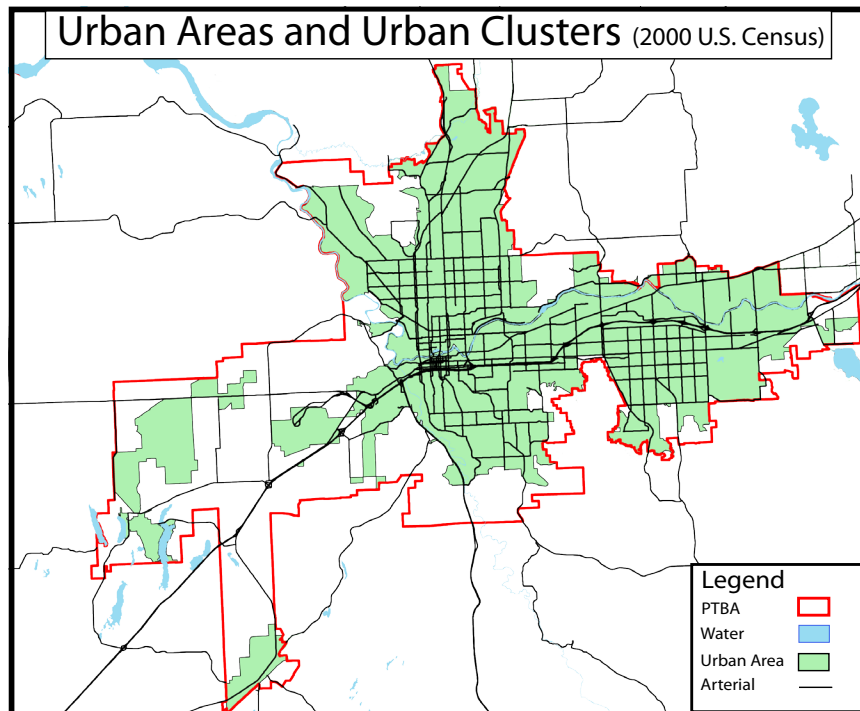 Urban Areas and Urban Clusters (2000 U.S. Census)
Legend
PTBA
Water
Urban Area
Arterial